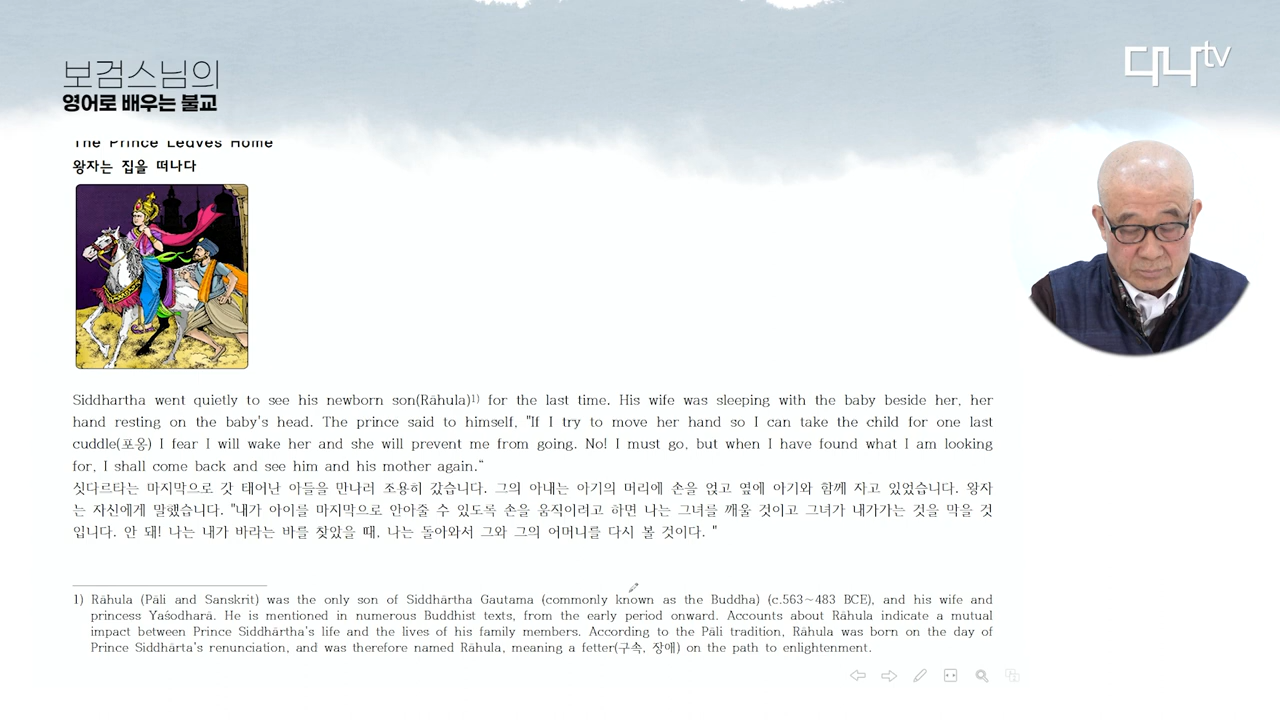 보검스님의
영어로 배우는 불교
다나tv
The Prince Leaves Home
왕자는 집을 떠나다
Siddhartha went quietly to see his newborn son(Rāhula)1) for the last time. His wife was sleeping with the baby beside her, her
hand resting on the baby's head. The prince said to himself, "If I try to move her hand so I can take the child for one last
cuddle(포옹) I fear I will wake her and she will prevent me from going. No! I must go, but when I have found what I am looking
for, I shall come back and see him and his mother again."
싯다르타는 마지막으로 갓 태어난 아들을 만나러 조용히 갔습니다. 그의 아내는 아기의 머리에 손을 얹고 옆에 아기와 함께 자고 있었습니다. 왕자
는 자신에게 말했습니다. "내가 아이를 마지막으로 안아줄 수 있도록 손을 움직이려고 하면 나는 그녀를 깨울 것이고 그녀가 내가가는 것을 막을 것
입니다. 안 돼! 나는 내가 바라는 바를 찾았을 때, 나는 돌아와서 그와 그의 어머니를 다시 볼 것이다. "
1) Rāhula (Pāli and Sanskrit) was the only son of Siddhārtha Gautama (commonly known as the Buddha) (c.563~483 BCE), and his wife and
princess Yaśodharā. He is mentioned in numerous Buddhist texts, from the early period onward. Accounts about Rāhula indicate a mutual
impact between Prince Siddhārtha's life and the lives of his family members. According to the Pāli tradition, Rāhula was born on the day of
Prince Siddhārta's renunciation, and was therefore named Rāhula, meaning a fetter(구속, 장애) on the path to enlightenment.